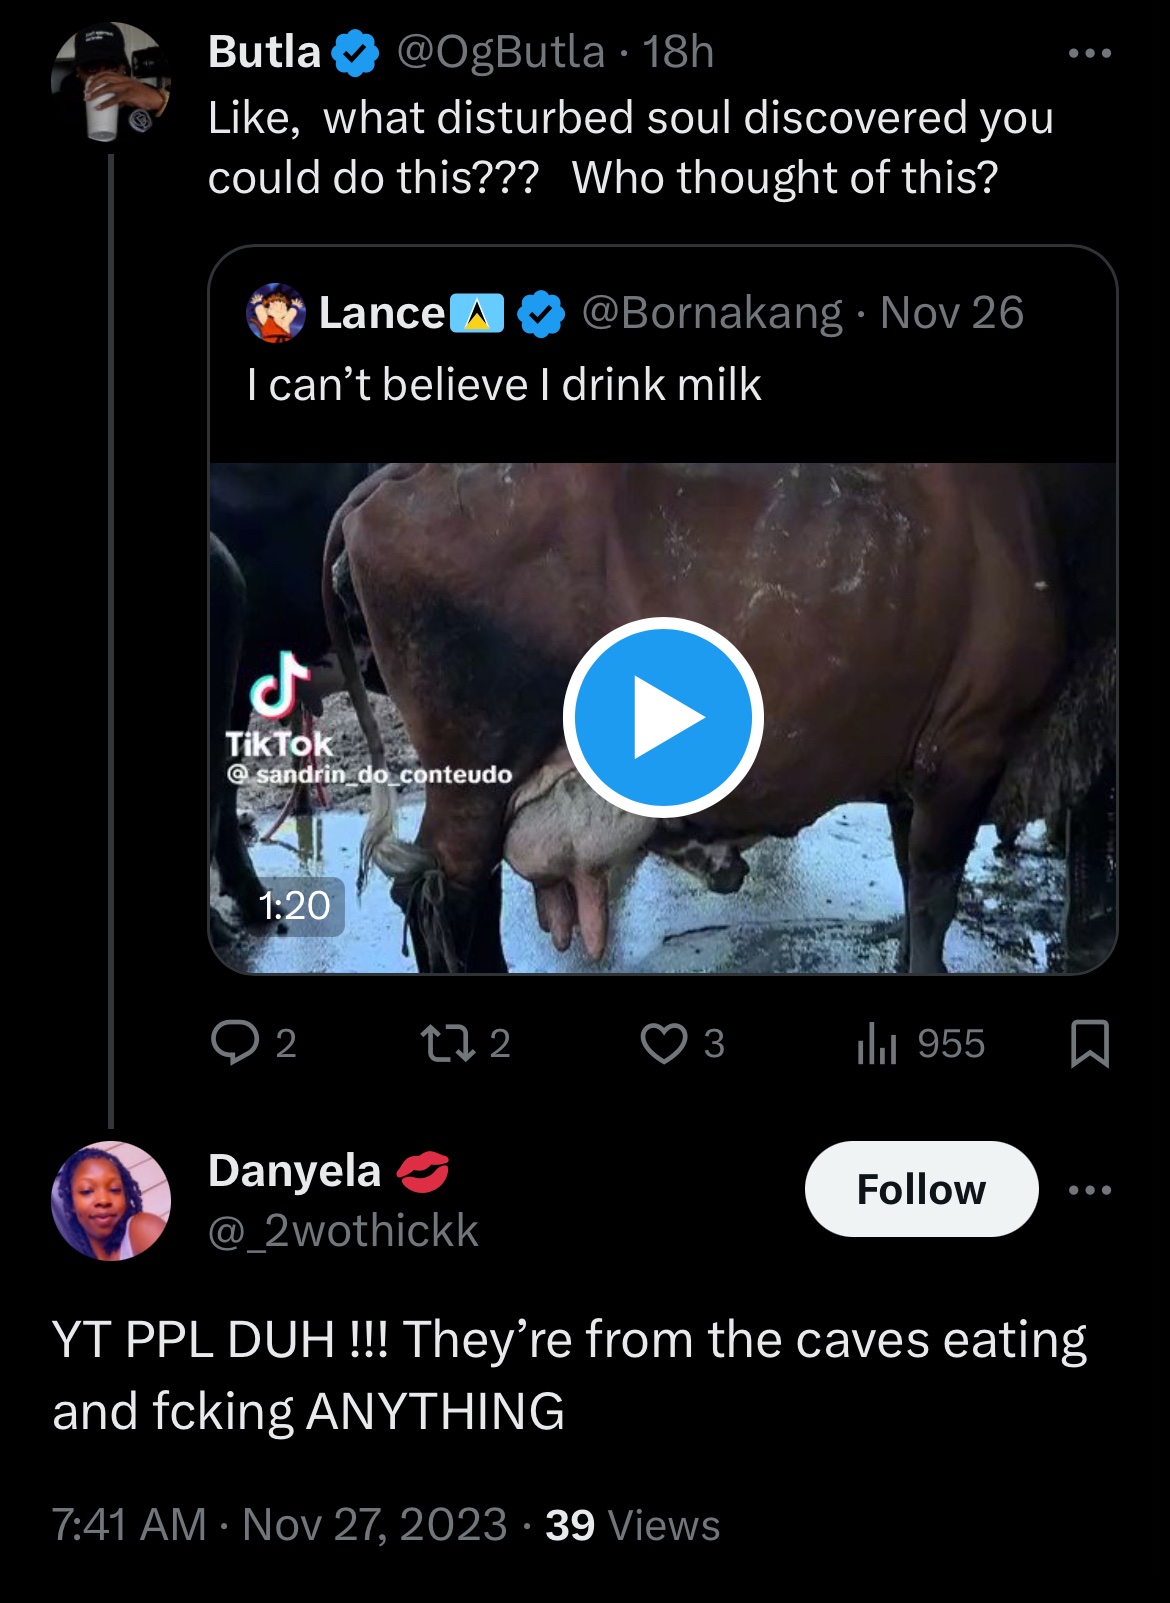 Butla @OgButla · 18h
Like,  what disturbed soul discovered you
could do this???   Who thought of this?
Lance @Bornakang · Nov 26
I can’t believe I drink milk
TikTok
@ sandrin_do_conteudo
1:20
2 2 3 955
Danyela 💋
Follow
@_2wothickk
YT PPL DUH !!! They’re from the caves eating
and fcking ANYTHING
7:41 AM · Nov 27, 2023 · 39 Views